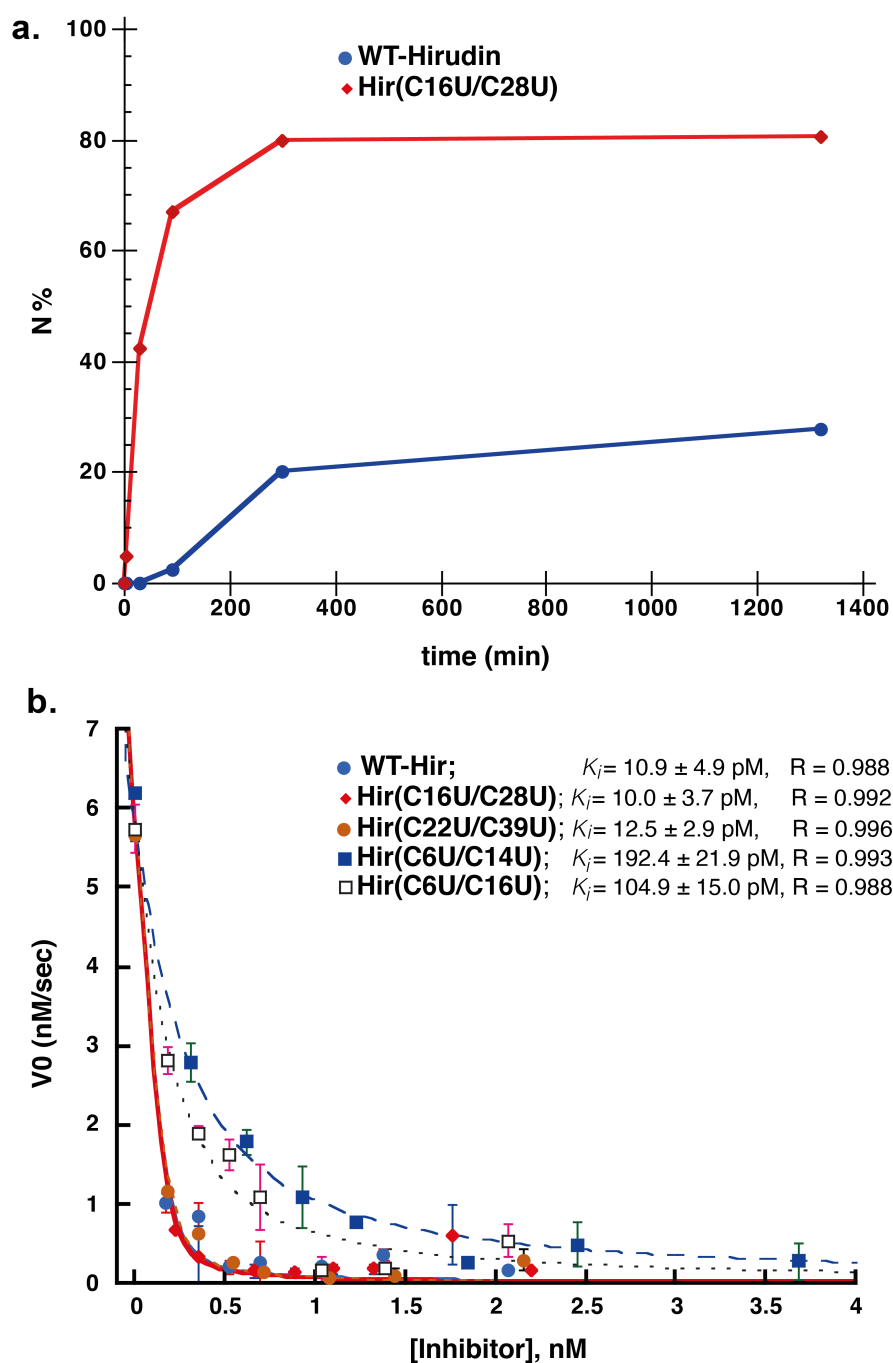 a.
100
WT-Hirudin
Hir(C16U/C28U)
80
60
N %
40
20
0
0 200 400 600 800 1000 1200 1400
time (min)
b.
7
WT-Hir; Ki= 10.9 ± 4.9 pM, R = 0.988
Hir(C16U/C28U); Ki= 10.0 ± 3.7 pM, R = 0.992
6
Hir(C22U/C39U); Ki= 12.5 ± 2.9 pM, R = 0.996
Hir(C6U/C14U); Ki= 192.4 ± 21.9 pM, R = 0.993
Hir(C6U/C16U); Ki= 104.9 ± 15.0 pM, R = 0.988
5
4
V0 (nM/sec)
3
2
1
0
0 0.5 1 1.5 2 2.5 3 3.5 4
[Inhibitor], nM